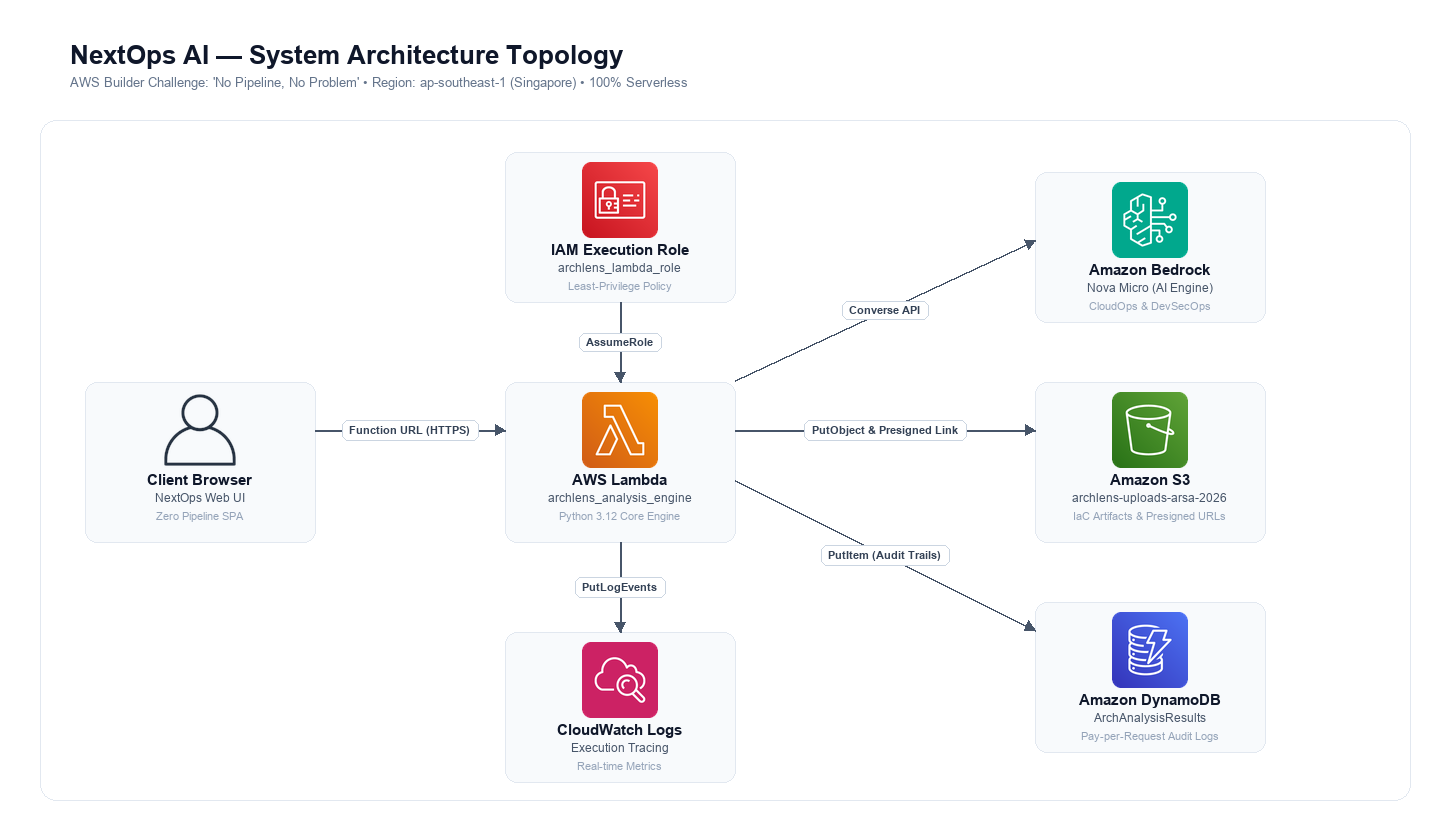 NextOps AI — System Architecture Topology
AWS Builder Challenge: 'No Pipeline, No Problem' • Region: ap-southeast-1 (Singapore) • 100% Serverless
IAM Execution Role
archlens_lambda_role
Least-Privilege Policy
Amazon Bedrock
Nova Micro (AI Engine)
CloudOps & DevSecOps
Converse API
AssumeRole
Client Browser
NextOps Web UI
Zero Pipeline SPA
Function URL (HTTPS)
AWS Lambda
archlens_analysis_engine
Python 3.12 Core Engine
PutObject & Presigned Link
Amazon S3
archlens-uploads-arsa-2026
IaC Artifacts & Presigned URLs
PutItem (Audit Trails)
PutLogEvents
CloudWatch Logs
Execution Tracing
Real-time Metrics
Amazon DynamoDB
ArchAnalysisResults
Pay-per-Request Audit Logs